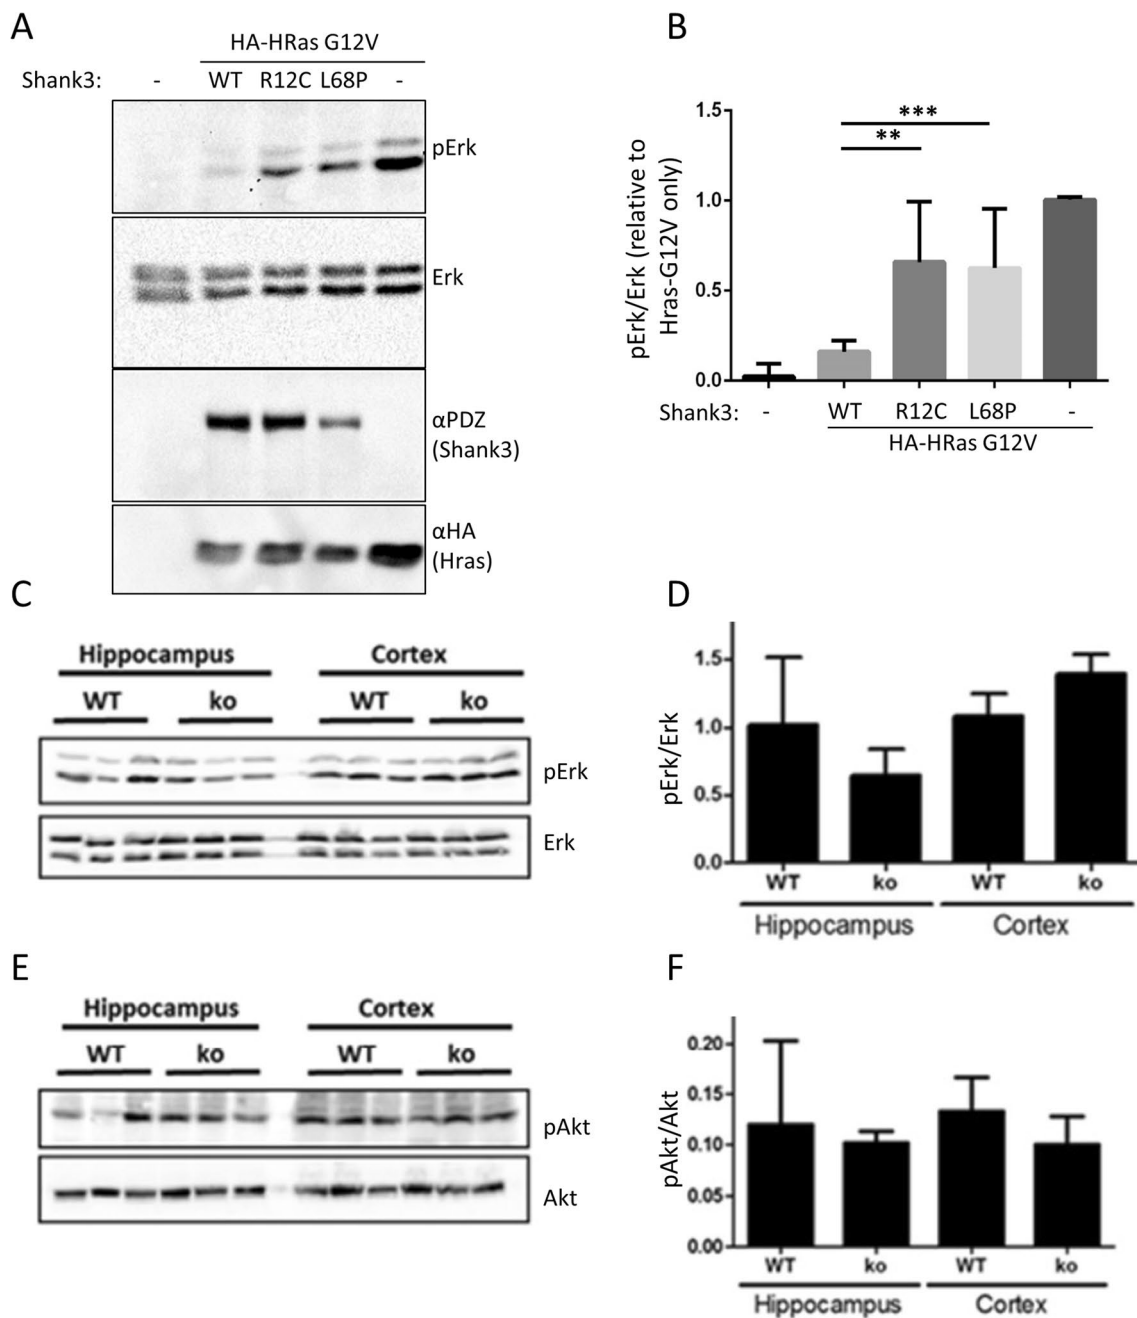 A
HA-HRas G12V
Shank3: - WT R12C L68P -
pErk
Erk
αPDZ
(Shank3)
αHA
(Hras)
B
pErk/Erk (relative to
Hras-G12V only)
1.5
1.0
0.5
0.0
***
**
Shank3: - WT R12C L68P -
HA-HRas G12V
C
Hippocampus Cortex
WT ko WT ko
pErk
Erk
D
pErk/Erk
1.5
1.0
0.5
0.0
WT ko WT ko
Hippocampus Cortex
E
Hippocampus Cortex
WT ko WT ko
pAkt
Akt
F
pAkt/Akt
0.20
0.15
0.10
0.05
0.00
WT ko WT ko
Hippocampus Cortex